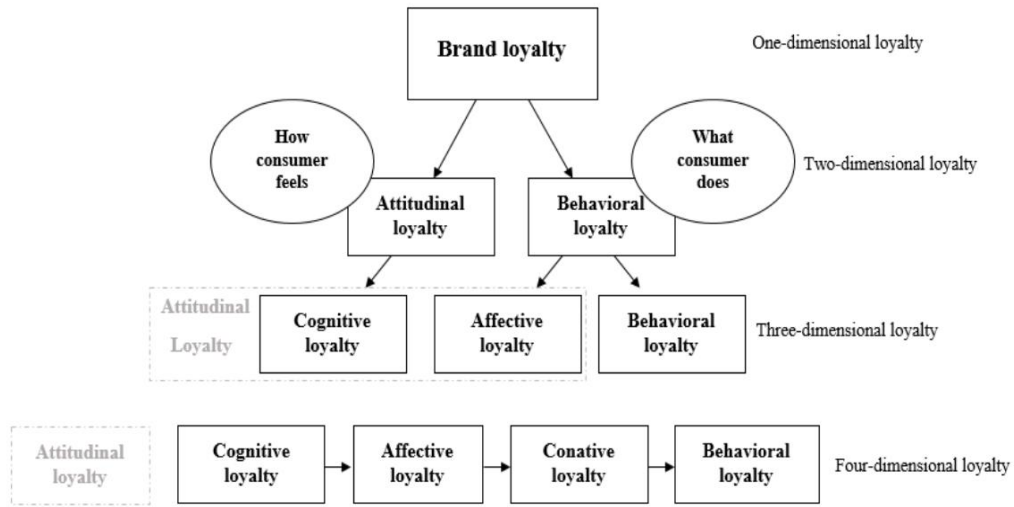 Brand loyalty
One-dimensional loyalty
How
consumer
feels
What
consumer
does
Two-dimensional loyalty
Attitudinal
loyalty
Behavioral
loyalty
Attitudinal
Loyalty
Cognitive
loyalty
Affective
loyalty
Behavioral
loyalty
Three-dimensional loyalty
Attitudinal
loyalty
Cognitive
loyalty
Affective
loyalty
Conative
loyalty
Behavioral
loyalty
Four-dimensional loyalty